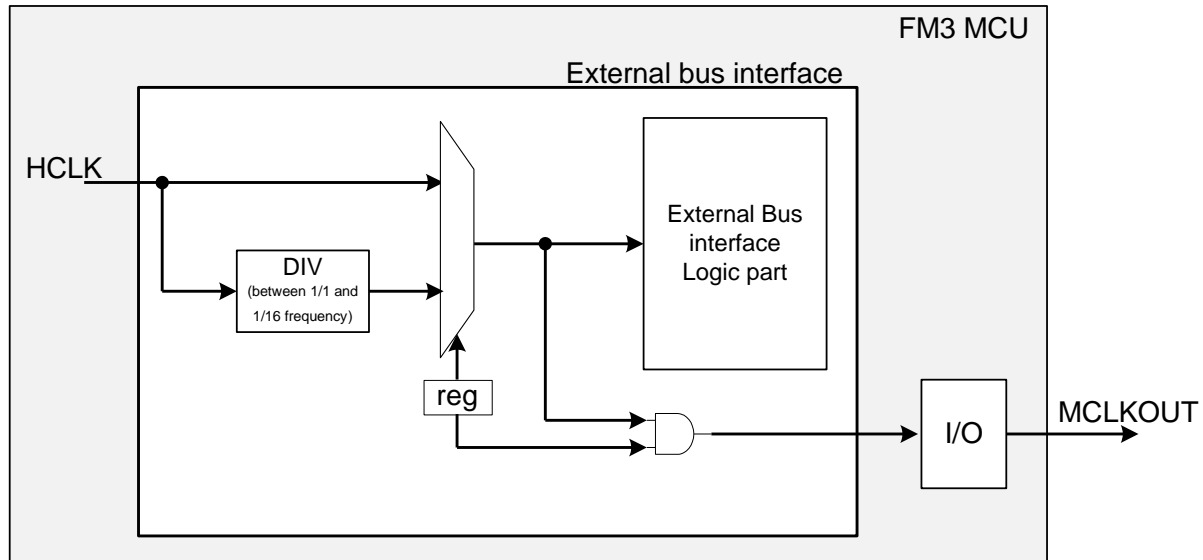 FM3 MCU
External bus interface
HCLK
External Bus
interface
Logic part
DIV
(between 1/1 and
1/16 frequency)
reg
I/O
MCLKOUT